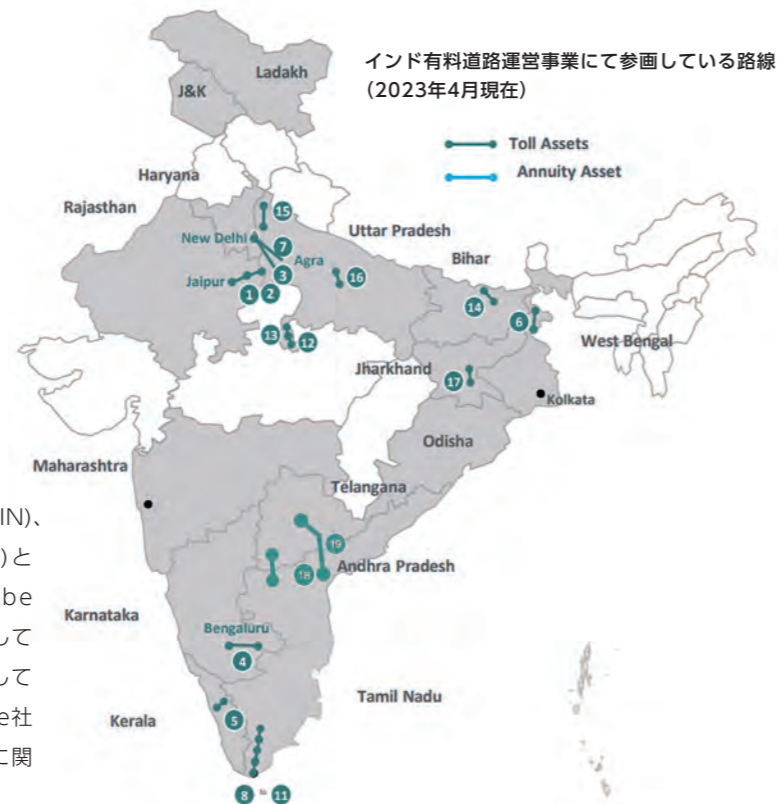 インド有料道路運営事業にて参画している路線
（2023年4月現在）
Toll Assets
Annuity Asset
Ladakh
J&K
Haryana
Rajasthan
15
New Delhi
7
Uttar Pradesh
Agra
Bihar
Jaipur
3
16
1 2
14
6
13
12
West Bengal
Jharkhand
17
Kolkata
Odisha
Maharashtra
Telangana
IN)、
)と
be
して
して
e社
に関
19
18
Andhra Pradesh
Karnataka
Bengaluru
4
Tamil Nadu
Kerala
5
8 ~ 11